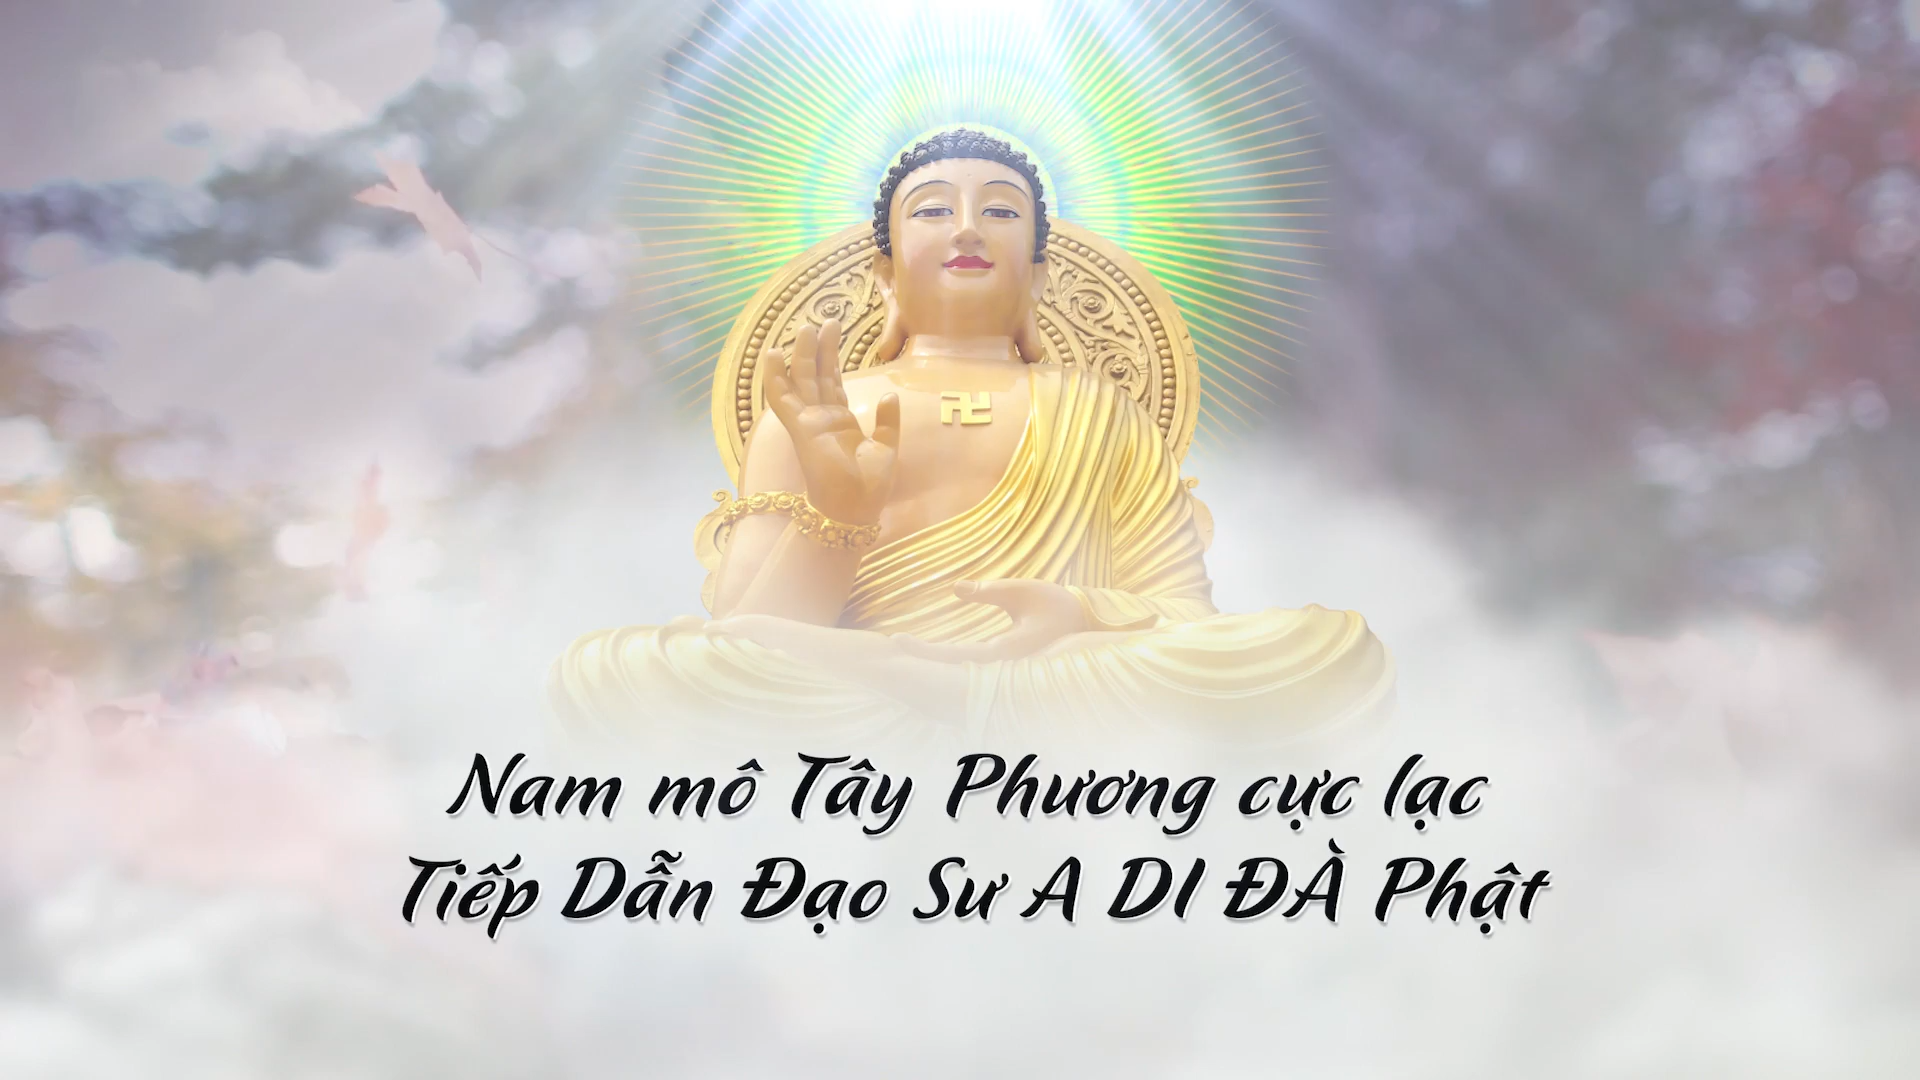 Nam mô Tây Phương cực lạc
Tiếp Dẫn Đạo Sư A DI ĐÀ Phật